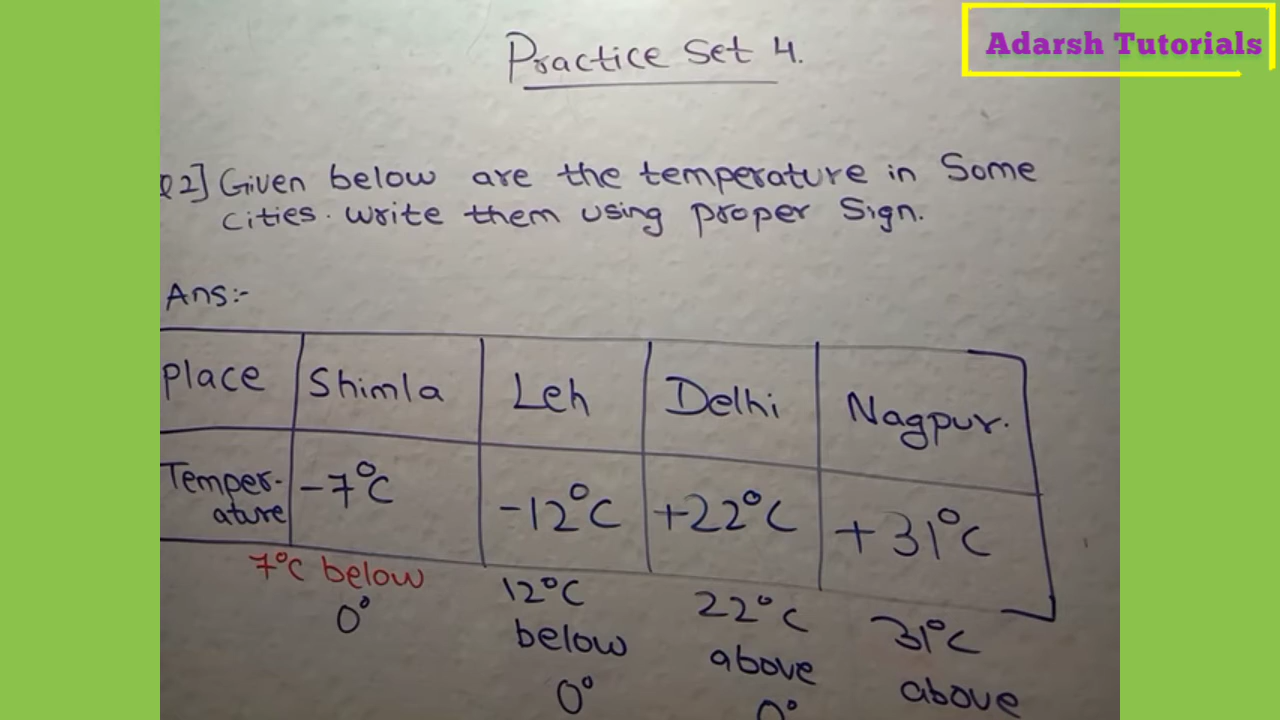 Adarsh Tutorials
Practice Set 4.
Q2] Given below are the temperature in Some
Cities. Write them using proper Sign.
Ans:-
Place Shimla Leh Delhi Nagpur.
Temper-
ature -7°C -12°C +22°C +31°C
7°C below
0°
12°C
below
0°
22°C
above
0°
31°C
above